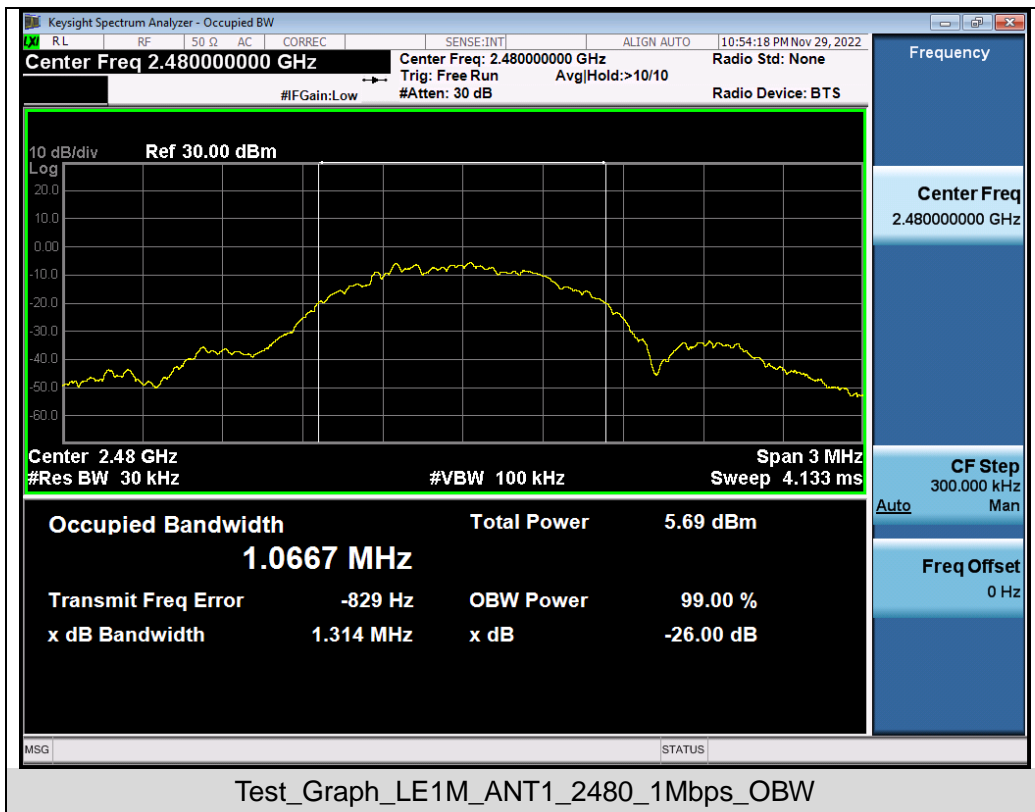 Keysight Spectrum Analyzer - Occupied BW
LXI RL RF 50 Ω AC CORREC SENSE:INT ALIGN AUTO 10:54:18 PM Nov 29, 2022
Center Freq 2.480000000 GHz
Center Freq: 2.480000000 GHz
Radio Std: None
Trig: Free Run Avg|Hold:>10/10
#IFGain:Low #Atten: 30 dB
Radio Device: BTS
10 dB/div Ref 30.00 dBm
Log
20.0
10.0
0.00
-10.0
-20.0
-30.0
-40.0
-50.0
-60.0
Center 2.48 GHz Span 3 MHz
#Res BW 30 kHz #VBW 100 kHz Sweep 4.133 ms
Occupied Bandwidth Total Power 5.69 dBm
1.0667 MHz
Transmit Freq Error -829 Hz OBW Power 99.00 %
x dB Bandwidth 1.314 MHz x dB -26.00 dB
MSG STATUS
Frequency
Center Freq
2.480000000 GHz
CF Step
300.000 kHz
Auto Man
Freq Offset
0 Hz
Test_Graph_LE1M_ANT1_2480_1Mbps_OBW